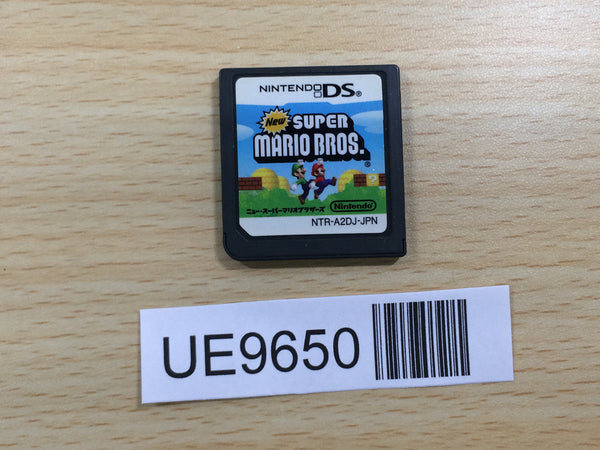 NINTENDO DS®
New SUPER
MARIO BROS.®
ニュー・スーパーマリオブラザーズ
Nintendo®
NTR-A2DJ-JPN
UE9650